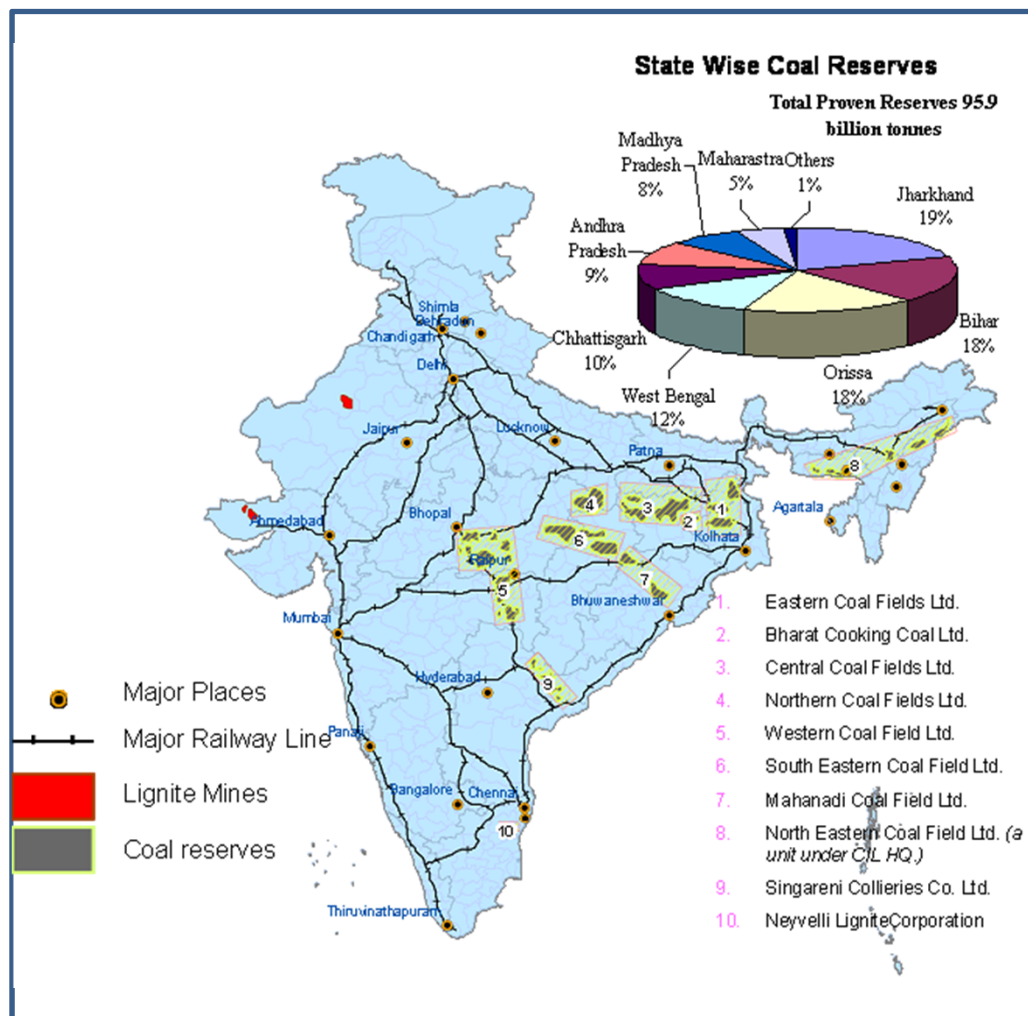 State Wise Coal Reserves
Total Proven Reserves 95.9
billion tonnes
Madhya
Pradesh
8%
Maharastra
5%
Others
1%
Jharkhand
19%
Andhra
Pradesh
9%
Chhattisgarh
10%
West Bengal
12%
Orissa
18%
Bihar
18%
Shimla
Dehradun
Chandigarh
Delhi
Jaipur
Lucknow
Patna
Ahmedabad
Bhopal
Agartala
Kolhata
Raipur
Bhuwaneshwar
Mumbai
Hyderabad
Panaji
Bangalore
Chennai
Thiruvinathapuram
4
3
2
1
8
6
7
5
9
10
Major Places
Major Railway Line
Lignite Mines
Coal reserves
1. Eastern Coal Fields Ltd.
2. Bharat Cooking Coal Ltd.
3. Central Coal Fields Ltd.
4. Northern Coal Fields Ltd.
5. Western Coal Field Ltd.
6. South Eastern Coal Field Ltd.
7. Mahanadi Coal Field Ltd.
8. North Eastern Coal Field Ltd. (a
unit under CIL HQ.)
9. Singareni Collieries Co. Ltd.
10. Neyvelli LigniteCorporation